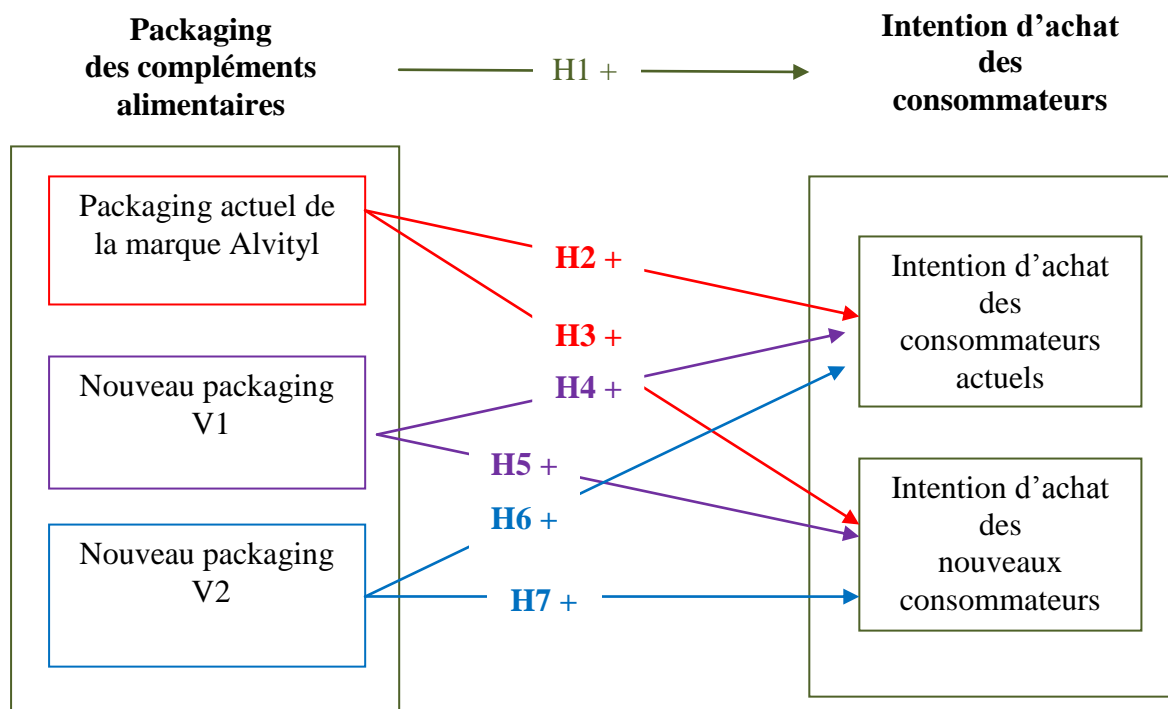 Packaging
des compléments
alimentaires
H1 +
Intention d’achat
des
consommateurs
Packaging actuel de
la marque Alvityl
Nouveau packaging
V1
Nouveau packaging
V2
H2 +
H3 +
H4 +
H5 +
H6 +
H7 +
Intention d’achat
des
consommateurs
actuels
Intention d’achat
des
nouveaux
consommateurs